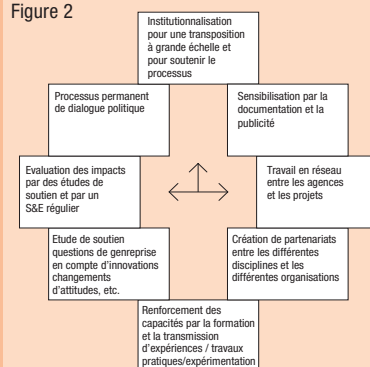 Figure 2
Institutionnalisation
pour une transposition
à grande échelle et
pour soutenir le
processus
Processus permanent
de dialogue politique
Sensibilisation par la
documentation et la
publicité
Evaluation des impacts
par des études de
soutien et par un
S&E régulier
Travail en réseau
entre les agences
et les projets
Etude de soutien
questions de genreprise
en compte d'innovations
changements
d'attitudes, etc.
Création de partenariats
entre les différentes
disciplines et les
différentes organisations
Renforcement des
capacités par la formation
et la transmission
d'expériences / travaux
pratiques/expérimentation